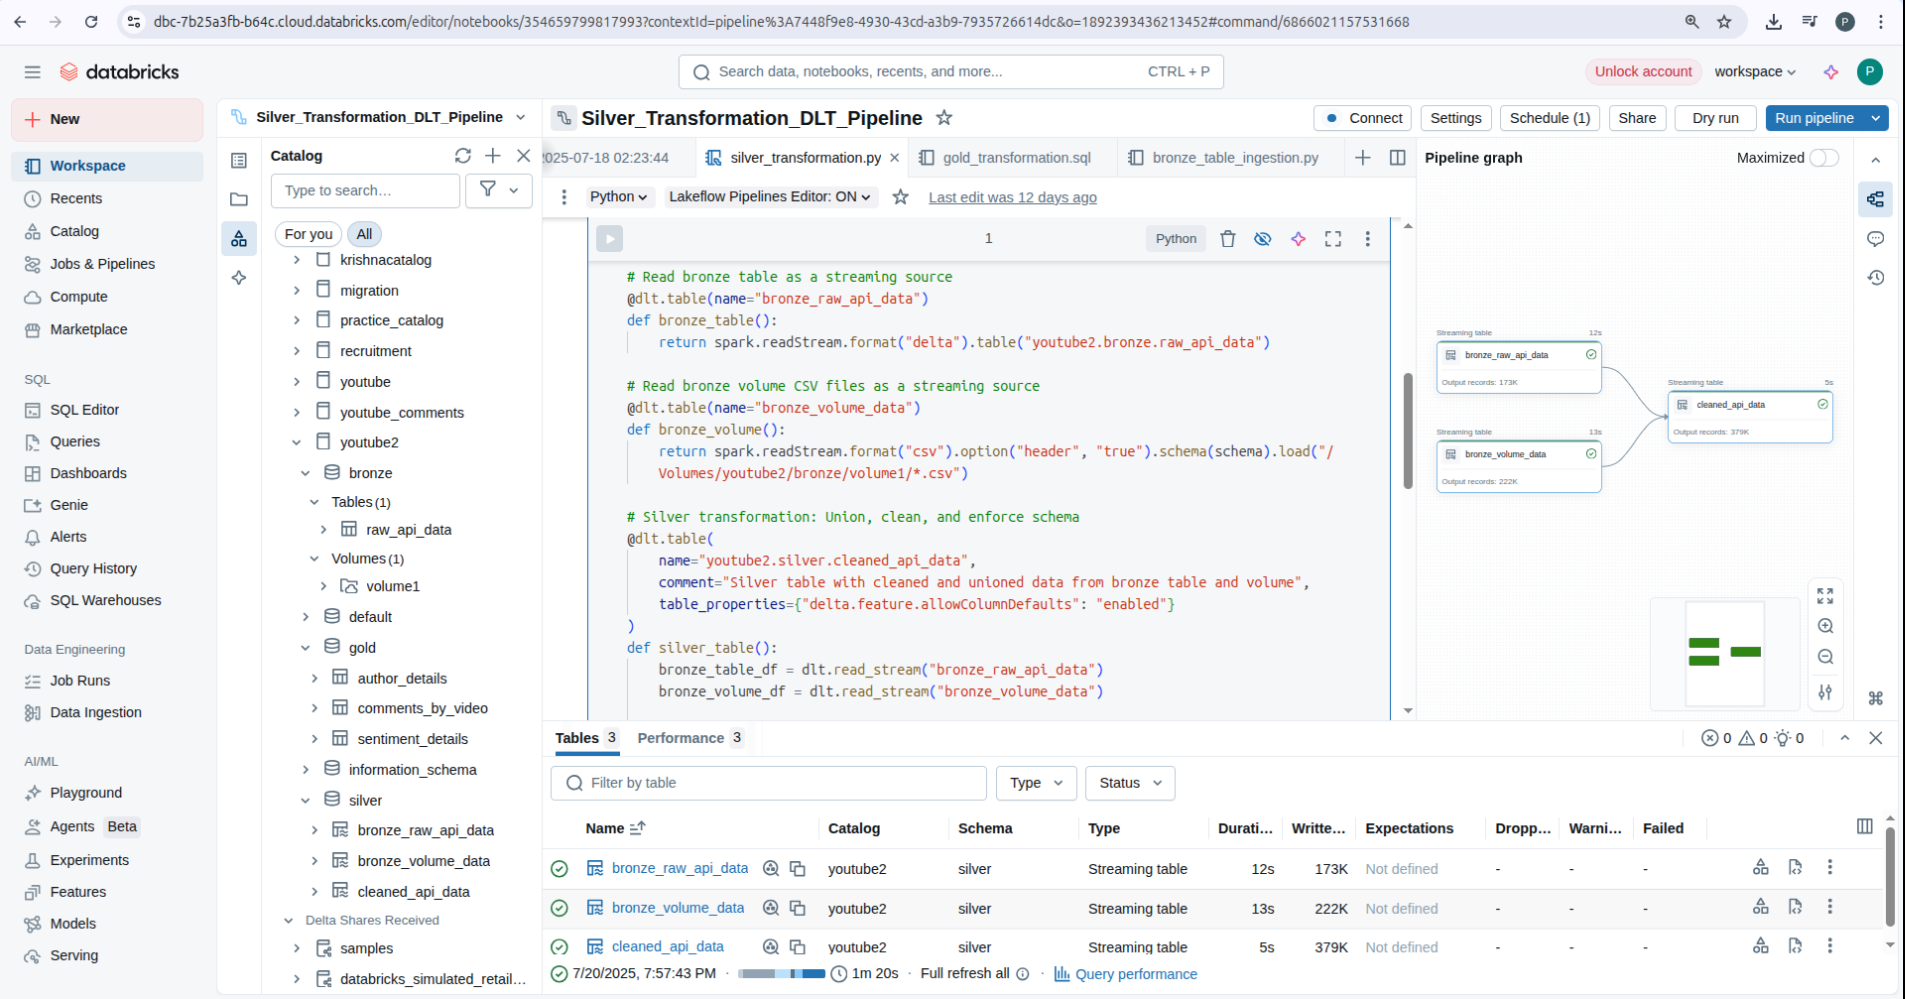 dbc-7b25a3fb-b64c.cloud.databricks.com/editor/notebooks/354659799817993?contextId=pipeline%3A7448f9e8-4930-43cd-a3b9-7935726614dc&o=1892393436213452#command/6866021157531668
P
databricks
Search data, notebooks, recents, and more...
CTRL + P
Unlock account
workspace
P
New
Workspace
Recents
Catalog
Jobs & Pipelines
Compute
Marketplace
SQL
SQL Editor
Queries
Dashboards
Genie
Alerts
Query History
SQL Warehouses
Data Engineering
Job Runs
Data Ingestion
AI/ML
Playground
Agents Beta
Experiments
Features
Models
Serving
Silver_Transformation_DLT_Pipeline
Catalog
Type to search...
For you
All
krishnacatalog
migration
practice_catalog
recruitment
youtube
youtube_comments
youtube2
bronze
Tables (1)
raw_api_data
Volumes (1)
volume1
default
gold
author_details
comments_by_video
sentiment_details
information_schema
silver
bronze_raw_api_data
bronze_volume_data
cleaned_api_data
Delta Shares Received
samples
databricks_simulated_retail...
Silver_Transformation_DLT_Pipeline
Connect
Settings
Schedule (1)
Share
Dry run
Run pipeline
2025-07-18 02:23:44
silver_transformation.py
gold_transformation.sql
bronze_table_ingestion.py
Python
Lakeflow Pipelines Editor: ON
Last edit was 12 days ago
1
Python
# Read bronze table as a streaming source
@dlt.table(name="bronze_raw_api_data")
def bronze_table():
return spark.readStream.format("delta").table("youtube2.bronze.raw_api_data")
# Read bronze volume CSV files as a streaming source
@dlt.table(name="bronze_volume_data")
def bronze_volume():
return spark.readStream.format("csv").option("header", "true").schema(schema).load("/
Volumes/youtube2/bronze/volume1/*.csv")
# Silver transformation: Union, clean, and enforce schema
@dlt.table(
name="youtube2.silver.cleaned_api_data",
comment="Silver table with cleaned and unioned data from bronze table and volume",
table_properties={"delta.feature.allowColumnDefaults": "enabled"}
)
def silver_table():
bronze_table_df = dlt.read_stream("bronze_raw_api_data")
bronze_volume_df = dlt.read_stream("bronze_volume_data")
Pipeline graph
Maximized
Streaming table 12s
bronze_raw_api_data
Output records: 173K
Streaming table 13s
bronze_volume_data
Output records: 222K
Streaming table 5s
cleaned_api_data
Output records: 379K
Tables 3
Performance 3
0 0 0
Filter by table
Type
Status
Name Catalog Schema Type Durati... Writte... Expectations Dropp... Warni... Failed
bronze_raw_api_data youtube2 silver Streaming table 12s 173K Not defined - - -
bronze_volume_data youtube2 silver Streaming table 13s 222K Not defined - - -
cleaned_api_data youtube2 silver Streaming table 5s 379K Not defined - - -
7/20/2025, 7:57:43 PM · 1m 20s · Full refresh all · Query performance